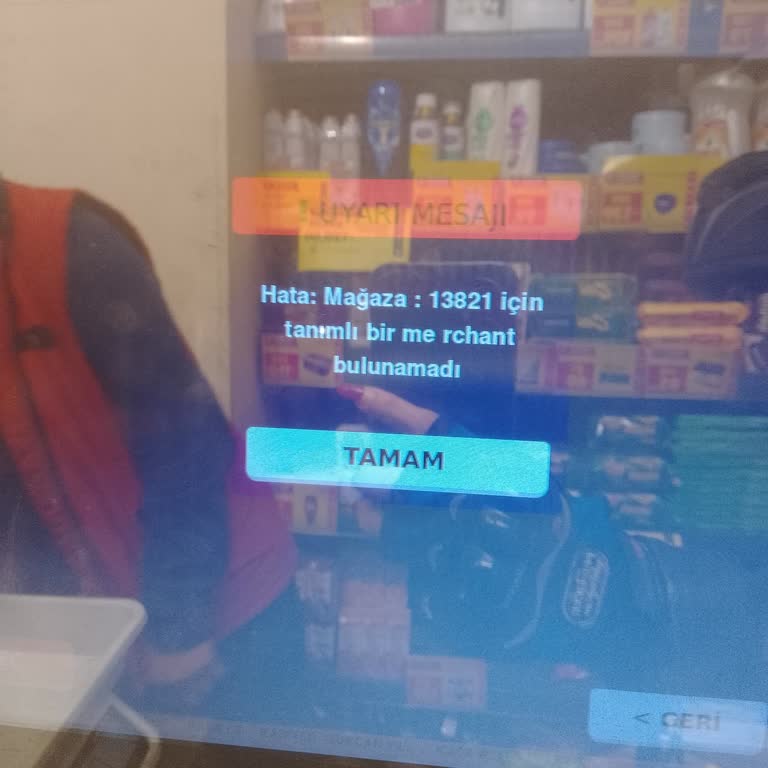 ! UYARI MESAJI
Hata: Mağaza : 13821 için
tanımlı bir me rchant
bulunamadı
TAMAM
< GERİ